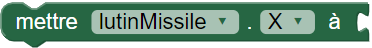 mettre lutinMissile . X à